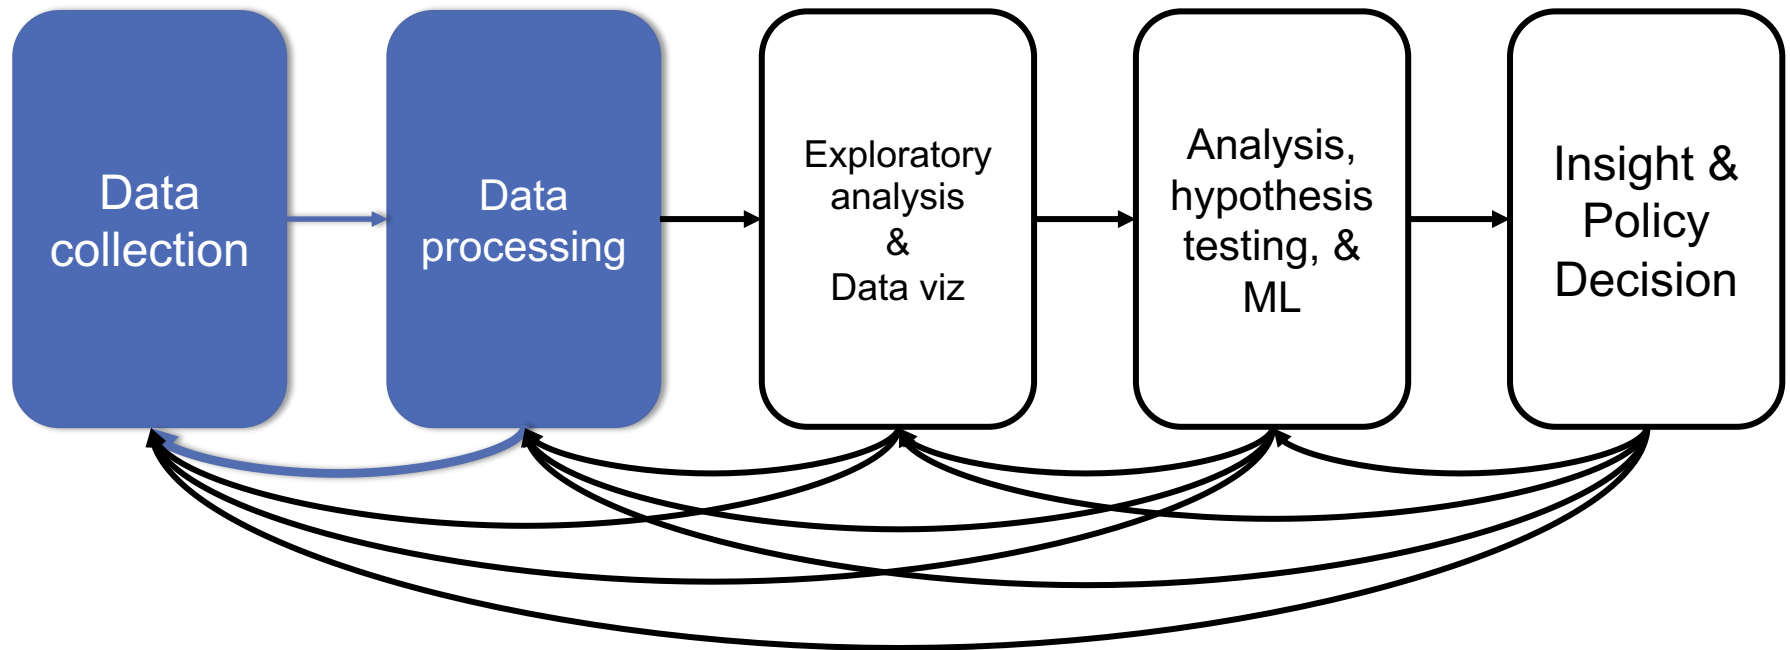 Data
collection
Data
processing
Exploratory
analysis
&
Data viz
Analysis,
hypothesis
testing, &
ML
Insight &
Policy
Decision